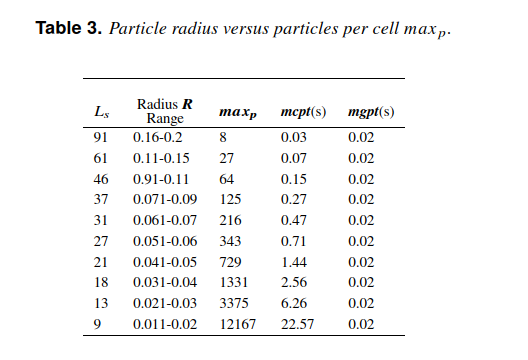 Table 3. Particle radius versus particles per cell max_p.
L_s Radius R Range max_p mcpt(s) mgpt(s)
91 0.16-0.2 8 0.03 0.02
61 0.11-0.15 27 0.07 0.02
46 0.91-0.11 64 0.15 0.02
37 0.071-0.09 125 0.27 0.02
31 0.061-0.07 216 0.47 0.02
27 0.051-0.06 343 0.71 0.02
21 0.041-0.05 729 1.44 0.02
18 0.031-0.04 1331 2.56 0.02
13 0.021-0.03 3375 6.26 0.02
9 0.011-0.02 12167 22.57 0.02